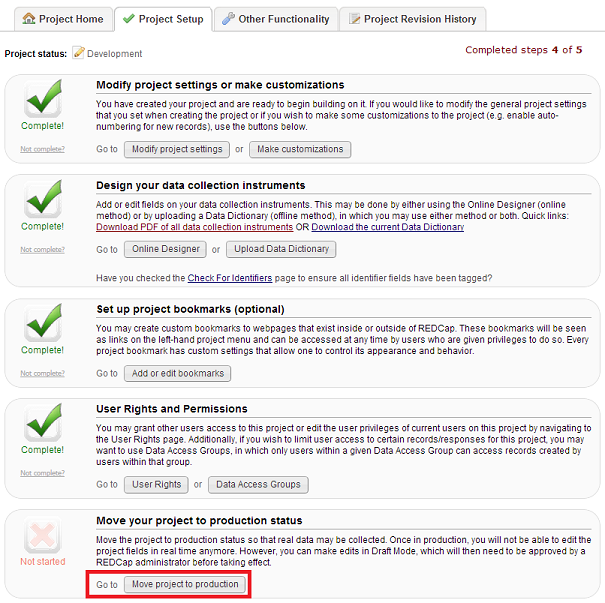 Project Home Project Setup Other Functionality Project Revision History
Project status: Development Completed steps 4 of 5
Modify project settings or make customizations
You have created your project and are ready to begin building on it. If you would like to modify the general project settings
that you set when creating the project or if you wish to make some customizations to the project (e.g. enable auto-
numbering for new records), use the buttons below.
Complete!
Not complete?
Go to Modify project settings or Make customizations
Design your data collection instruments
Add or edit fields on your data collection instruments. This may be done by either using the Online Designer (online
method) or by uploading a Data Dictionary (offline method), in which you may use either method or both. Quick links:
Download PDF of all data collection instruments OR Download the current Data Dictionary
Complete!
Not complete?
Go to Online Designer or Upload Data Dictionary
Have you checked the Check For Identifiers page to ensure all identifier fields have been tagged?
Set up project bookmarks (optional)
You may create custom bookmarks to webpages that exist inside or outside of REDCap. These bookmarks will be seen
as links on the left-hand project menu and can be accessed at any time by users who are given privileges to do so. Every
project bookmark has custom settings that allow one to control its appearance and behavior.
Complete!
Not complete?
Go to Add or edit bookmarks
User Rights and Permissions
You may grant other users access to this project or edit the user privileges of current users on this project by navigating to
the User Rights page. Additionally, if you wish to limit user access to certain records/responses for this project, you may
want to use Data Access Groups, in which only users within a given Data Access Group can access records created by
users within that group.
Complete!
Not complete?
Go to User Rights or Data Access Groups
Move your project to production status
Move the project to production status so that real data may be collected. Once in production, you will not be able to edit the
project fields in real time anymore. However, you can make edits in Draft Mode, which will then need to be approved by a
REDCap administrator before taking effect.
Not started
Go to Move project to production